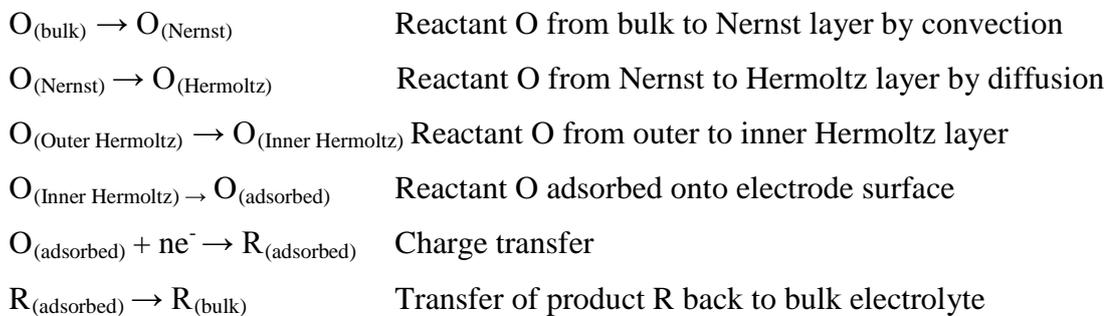 O(bulk) → O(Nernst) Reactant O from bulk to Nernst layer by convection
O(Nernst) → O(Hermoltz) Reactant O from Nernst to Hermoltz layer by diffusion
O(Outer Hermoltz) → O(Inner Hermoltz) Reactant O from outer to inner Hermoltz layer
O(Inner Hermoltz) → O(adsorbed) Reactant O adsorbed onto electrode surface
O(adsorbed) + ne⁻ → R(adsorbed) Charge transfer
R(adsorbed) → R(bulk) Transfer of product R back to bulk electrolyte